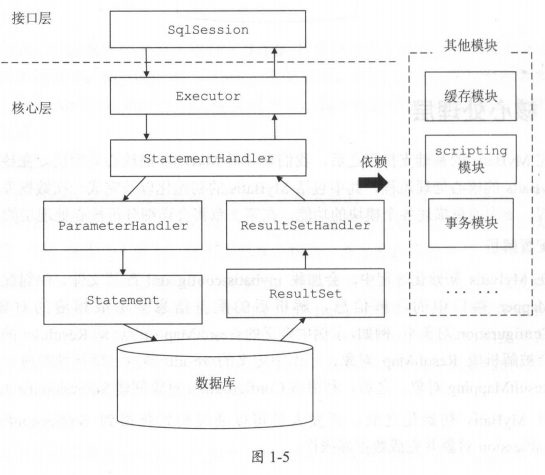 接口层
SqlSession
其他模块
核心层
Executor
缓存模块
StatementHandler
依赖
scripting
模块
ParameterHandler
ResultSetHandler
事务模块
...
Statement
ResultSet
数据库
图 1-5